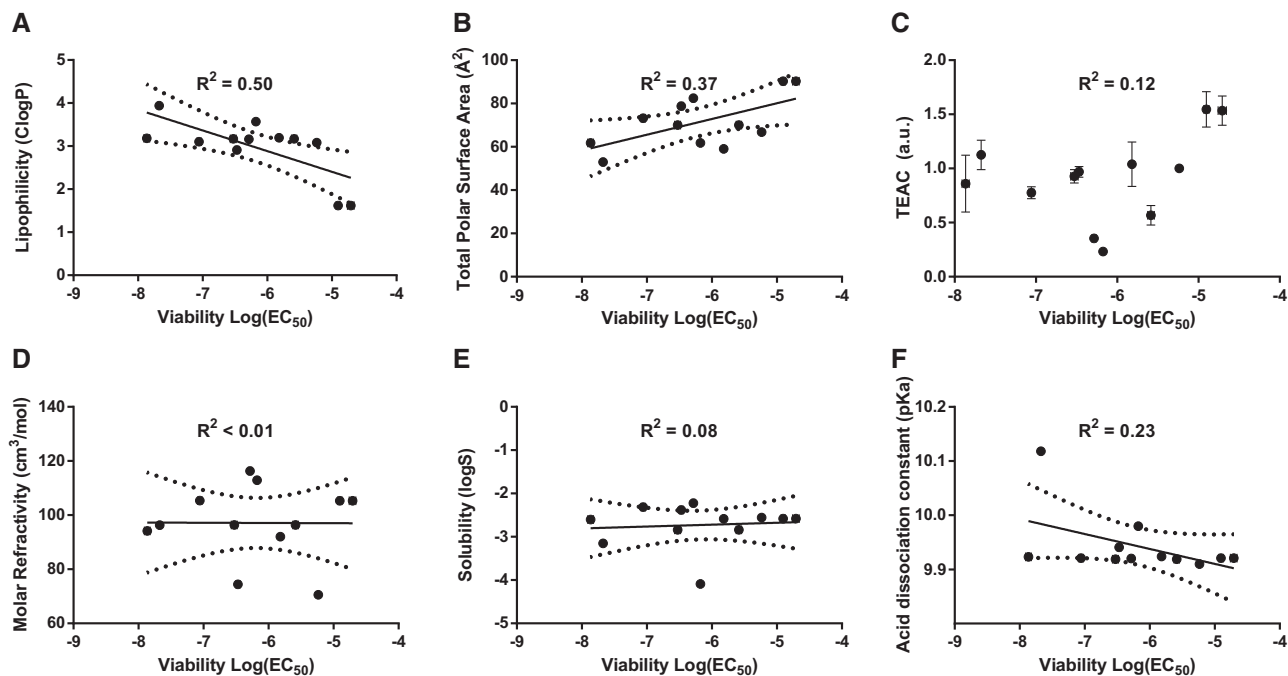 A
R² = 0.50
Lipophilicity (ClogP)
5
4
3
2
1
0
-9 -8 -7 -6 -5 -4
Viability Log(EC₅₀)
B
R² = 0.37
Total Polar Surface Area (Å²)
100
80
60
40
20
0
-9 -8 -7 -6 -5 -4
Viability Log(EC₅₀)
C
R² = 0.12
TEAC (a.u.)
2.0
1.5
1.0
0.5
0.0
-8 -7 -6 -5 -4
Viability Log(EC₅₀)
D
R² < 0.01
Molar Refractivity (cm³/mol)
140
120
100
80
60
-9 -8 -7 -6 -5 -4
Viability Log(EC₅₀)
E
R² = 0.08
Solubility (logS)
0
-1
-2
-3
-4
-5
-9 -8 -7 -6 -5 -4
Viability Log(EC₅₀)
F
R² = 0.23
Acid dissociation constant (pKa)
10.2
10.1
10.0
9.9
-9 -8 -7 -6 -5 -4
Viability Log(EC₅₀)